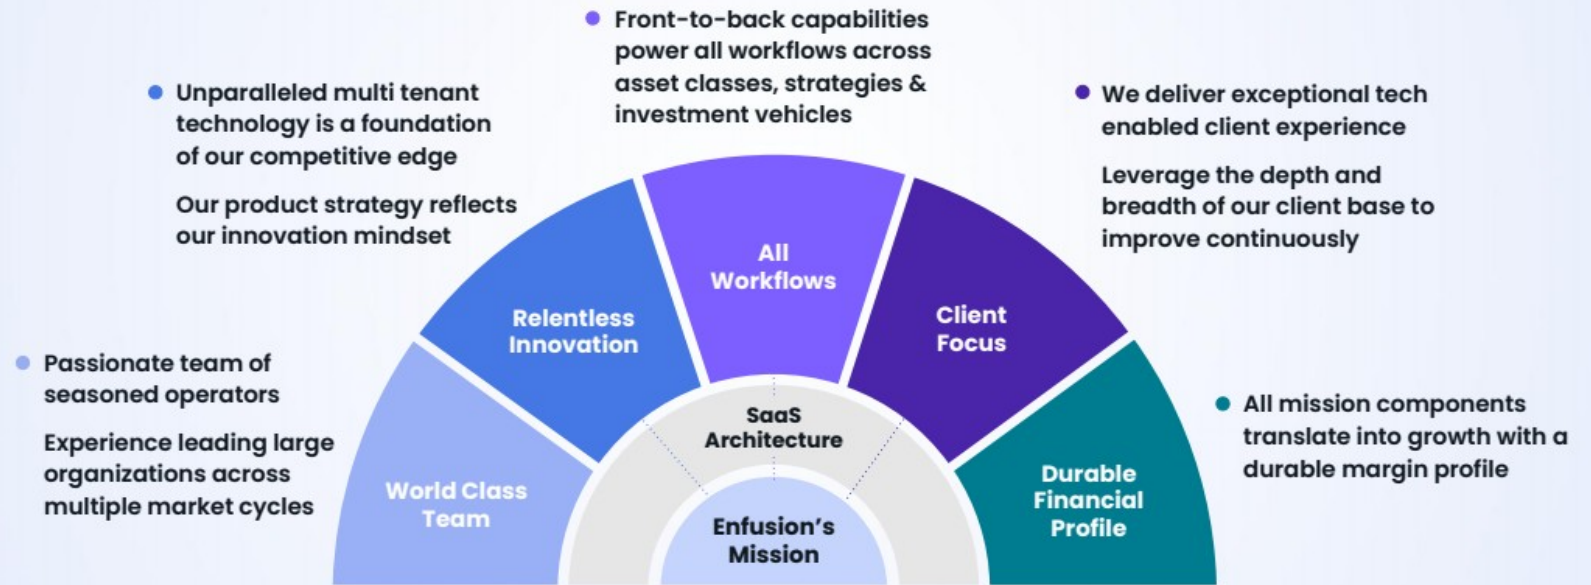 Front-to-back capabilities
power all workflows across
asset classes, strategies &
investment vehicles
Unparalleled multi tenant
technology is a foundation
of our competitive edge
Our product strategy reflects
our innovation mindset
We deliver exceptional tech
enabled client experience
Leverage the depth and
breadth of our client base to
improve continuously
Passionate team of
seasoned operators
Experience leading large
organizations across
multiple market cycles
All mission components
translate into growth with a
durable margin profile
World Class
Team
Relentless
Innovation
All
Workflows
Client
Focus
Durable
Financial
Profile
SaaS
Architecture
Enfusion’s
Mission